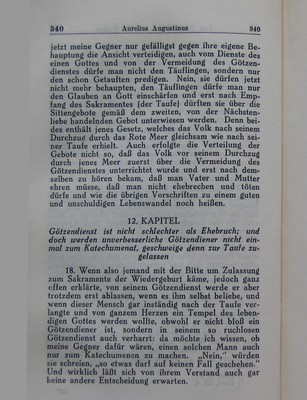 340 Aurelius Augustinus 340
jetzt meine Gegner nur gefälligst gegen ihre eigene Be-
hauptung die Ansicht verteidigen, auch vom Dienste des
einen Gottes und von der Vermeidung des Götzen-
dienstes dürfe man nicht den Täuflingen, sondern nur
den schon Getauften predigen. Nein, sie dürfen jetzt
nicht mehr behaupten, den Täuflingen dürfe man nur
den Glauben an Gott einschärfen und erst nach Emp-
fang des Sakramentes (der Taufe) dürften sie über die
Sittengebote gemäß dem zweiten, von der Nächsten-
liebe handelnden Gebot unterwiesen werden. Denn bei-
des enthält jenes Gesetz, welches das Volk nach seinem
Durchzug durch das Rote Meer gleichsam wie nach sei-
ner Taufe erhielt. Auch erfolgte die Verteilung der
Gebote nicht so, daß das Volk vor seinem Durchzug
durch jenes Meer zuerst über die Vermeidung des
Götzendienstes unterrichtet wurde und erst nach dem-
selben zu hören bekam, daß man Vater und Mutter
ehren müsse, daß man nicht ehebrechen und töten
dürfe und wie die übrigen Vorschriften zu einem guten
und unschuldigen Lebenswandel noch hießen.
12. KAPITEL
Götzendienst ist nicht schlechter als Ehebruch; und
doch werden unverbesserliche Götzendiener nicht ein-
mal zum Katechumenat, geschweige denn zur Taufe zu-
gelassen
18. Wenn also jemand mit der Bitte um Zulassung
zum Sakramente der Wiedergeburt käme, jedoch ganz
offen erklärte, von seinem Götzendienst werde er aber
trotzdem erst ablassen, wenn es ihm selbst beliebe, und
wenn dieser Mensch gar inständig nach der Taufe ver-
langte und von ganzem Herzen ein Tempel des leben-
digen Gottes werden wollte, obwohl er nicht bloß ein
Götzendiener ist, sondern in seinem so ruchlosen
Götzendienst auch verharrt: da möchte ich wissen, ob
meine Gegner dafür wären, einen solchen Mann auch
nur zum Katechumenen zu machen. „Nein,“ würden
sie schreien, „so etwas darf auf keinen Fall geschehen.“
Und wirklich läßt sich von ihrem Verstand auch gar
keine andere Entscheidung erwarten.